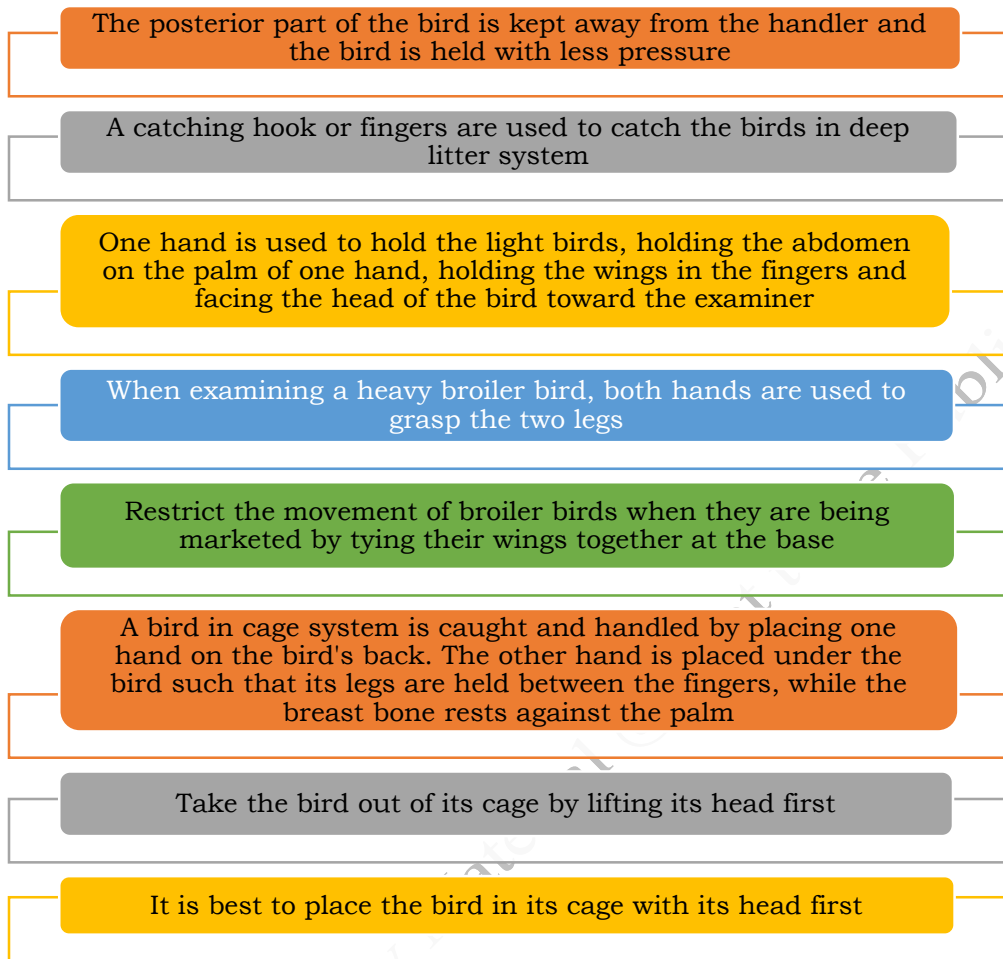 The posterior part of the bird is kept away from the handler and
the bird is held with less pressure
A catching hook or fingers are used to catch the birds in deep
litter system
One hand is used to hold the light birds, holding the abdomen
on the palm of one hand, holding the wings in the fingers and
facing the head of the bird toward the examiner
When examining a heavy broiler bird, both hands are used to
grasp the two legs
Restrict the movement of broiler birds when they are being
marketed by tying their wings together at the base
A bird in cage system is caught and handled by placing one
hand on the bird's back. The other hand is placed under the
bird such that its legs are held between the fingers, while the
breast bone rests against the palm
Take the bird out of its cage by lifting its head first
It is best to place the bird in its cage with its head first